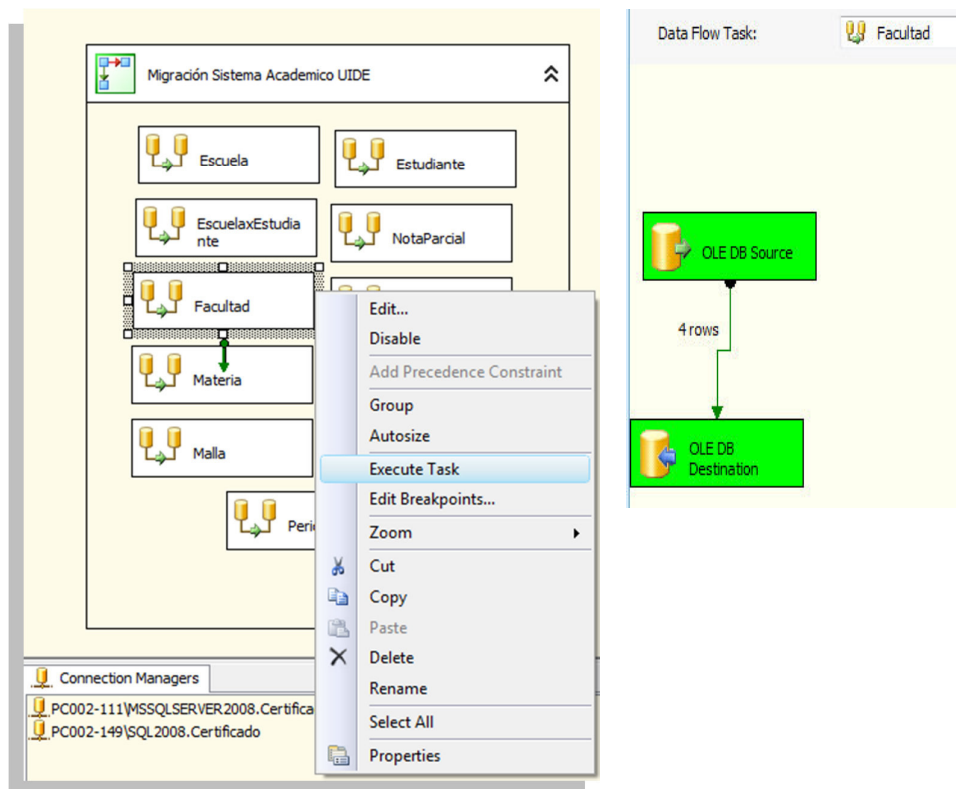 Migración Sistema Academico UIDE
Escuela
Estudiante
EscuelaxEstudia
nte
NotaParcial
Facultad
Materia
Malla
Peri
Edit...
Disable
Add Precedence Constraint
Group
Autosize
Execute Task
Edit Breakpoints...
Zoom
Cut
Copy
Paste
Delete
Rename
Select All
Properties
Connection Managers
PC002-111\MSSQLSERVER2008.Certifica
PC002-149\SQL2008.Certificado
Data Flow Task:
Facultad
OLE DB Source
4 rows
OLE DB
Destination